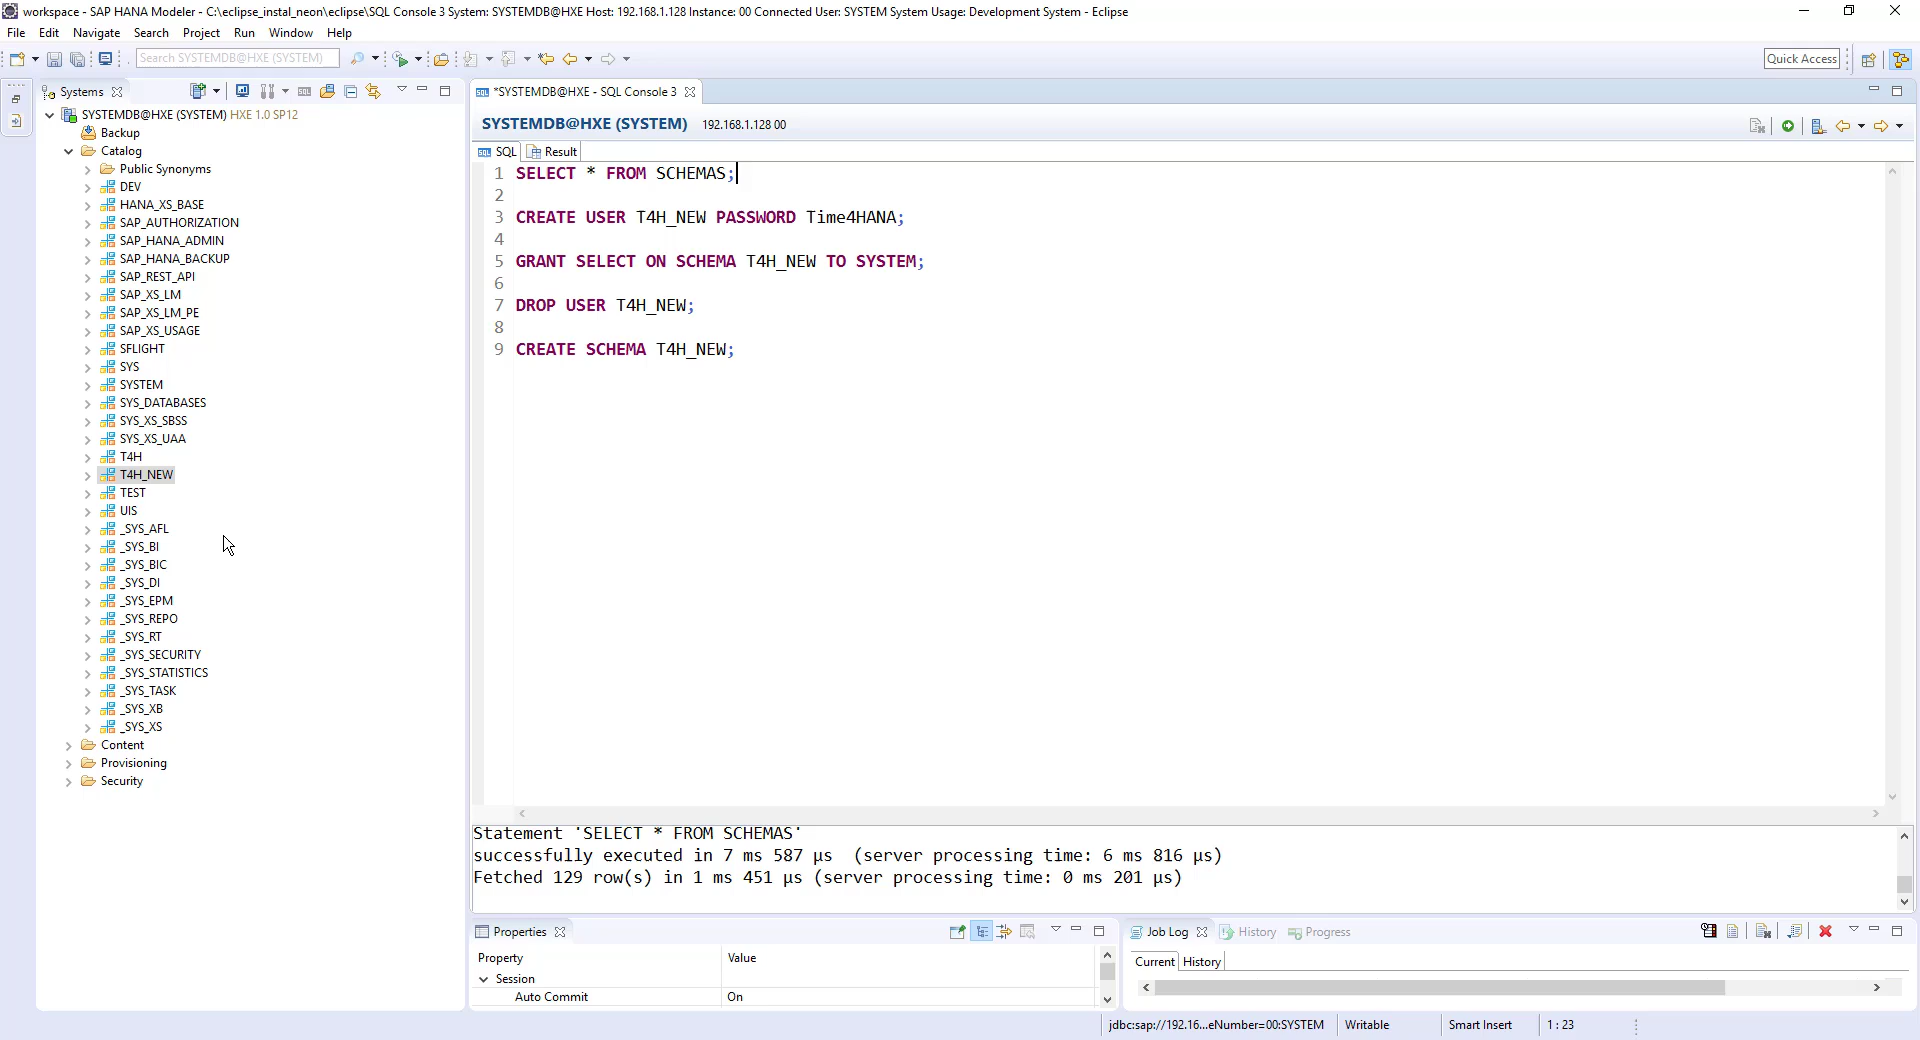 workspace - SAP HANA Modeler - C:\eclipse_instal_neon\eclipse\SQL Console 3 System: SYSTEMDB@HXE Host: 192.168.1.128 Instance: 00 Connected User: SYSTEM System Usage: Development System - Eclipse
File Edit Navigate Search Project Run Window Help
Search SYSTEMDB@HXE (SYSTEM)
Quick Access
Systems
SYSTEMDB@HXE (SYSTEM) HXE 1.0 SP12
Backup
Catalog
Public Synonyms
DEV
HANA_XS_BASE
SAP_AUTHORIZATION
SAP_HANA_ADMIN
SAP_HANA_BACKUP
SAP_REST_API
SAP_XS_LM
SAP_XS_LM_PE
SAP_XS_USAGE
SFLIGHT
SYS
SYSTEM
SYS_DATABASES
SYS_XS_SBSS
SYS_XS_UAA
T4H
T4H_NEW
TEST
UIS
_SYS_AFL
_SYS_BI
_SYS_BIC
_SYS_DI
_SYS_EPM
_SYS_REPO
_SYS_RT
_SYS_SECURITY
_SYS_STATISTICS
_SYS_TASK
_SYS_XB
_SYS_XS
Content
Provisioning
Security
*SYSTEMDB@HXE - SQL Console 3
SYSTEMDB@HXE (SYSTEM) 192.168.1.128 00
SQL Result
1 SELECT * FROM SCHEMAS;
2
3 CREATE USER T4H_NEW PASSWORD Time4HANA;
4
5 GRANT SELECT ON SCHEMA T4H_NEW TO SYSTEM;
6
7 DROP USER T4H_NEW;
8
9 CREATE SCHEMA T4H_NEW;
Statement 'SELECT * FROM SCHEMAS'
successfully executed in 7 ms 587 µs (server processing time: 6 ms 816 µs)
Fetched 129 row(s) in 1 ms 451 µs (server processing time: 0 ms 201 µs)
Properties
Property Value
Session
Auto Commit On
Job Log History Progress
Current History
jdbc:sap://192.16...eNumber=00:SYSTEM Writable Smart Insert 1 : 23